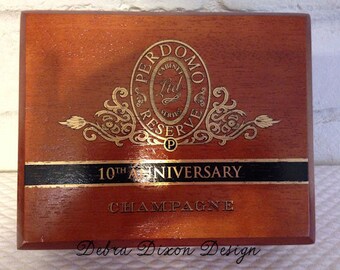 PERDOMO
RESERVE
P
10TH ANNIVERSARY
CHAMPAGNE
Debra Dixon Design